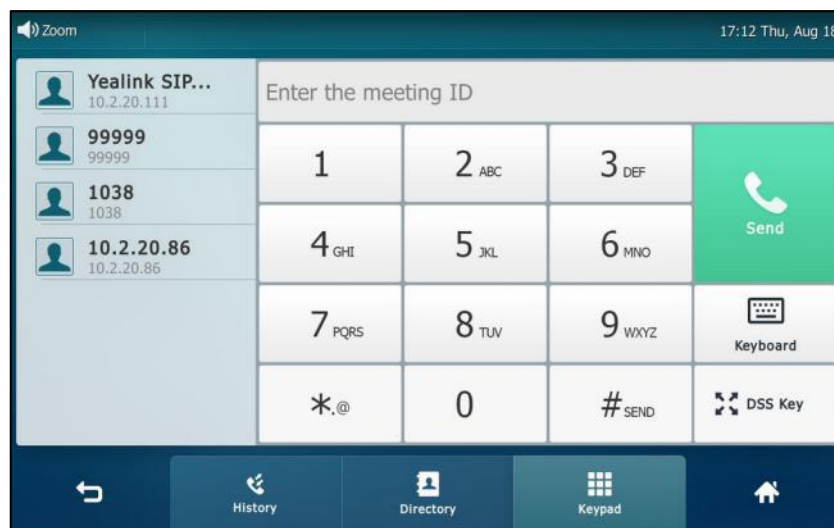 Zoom
17:12 Thu, Aug 18
Yealink SIP...
10.2.20.111
99999
99999
1038
1038
10.2.20.86
10.2.20.86
Enter the meeting ID
1
2 ABC
3 DEF
Send
4 GHI
5 JKL
6 MNO
7 PQRS
8 TUV
9 WXYZ
Keyboard
*.@
0
# SEND
DSS Key
History
Directory
Keypad